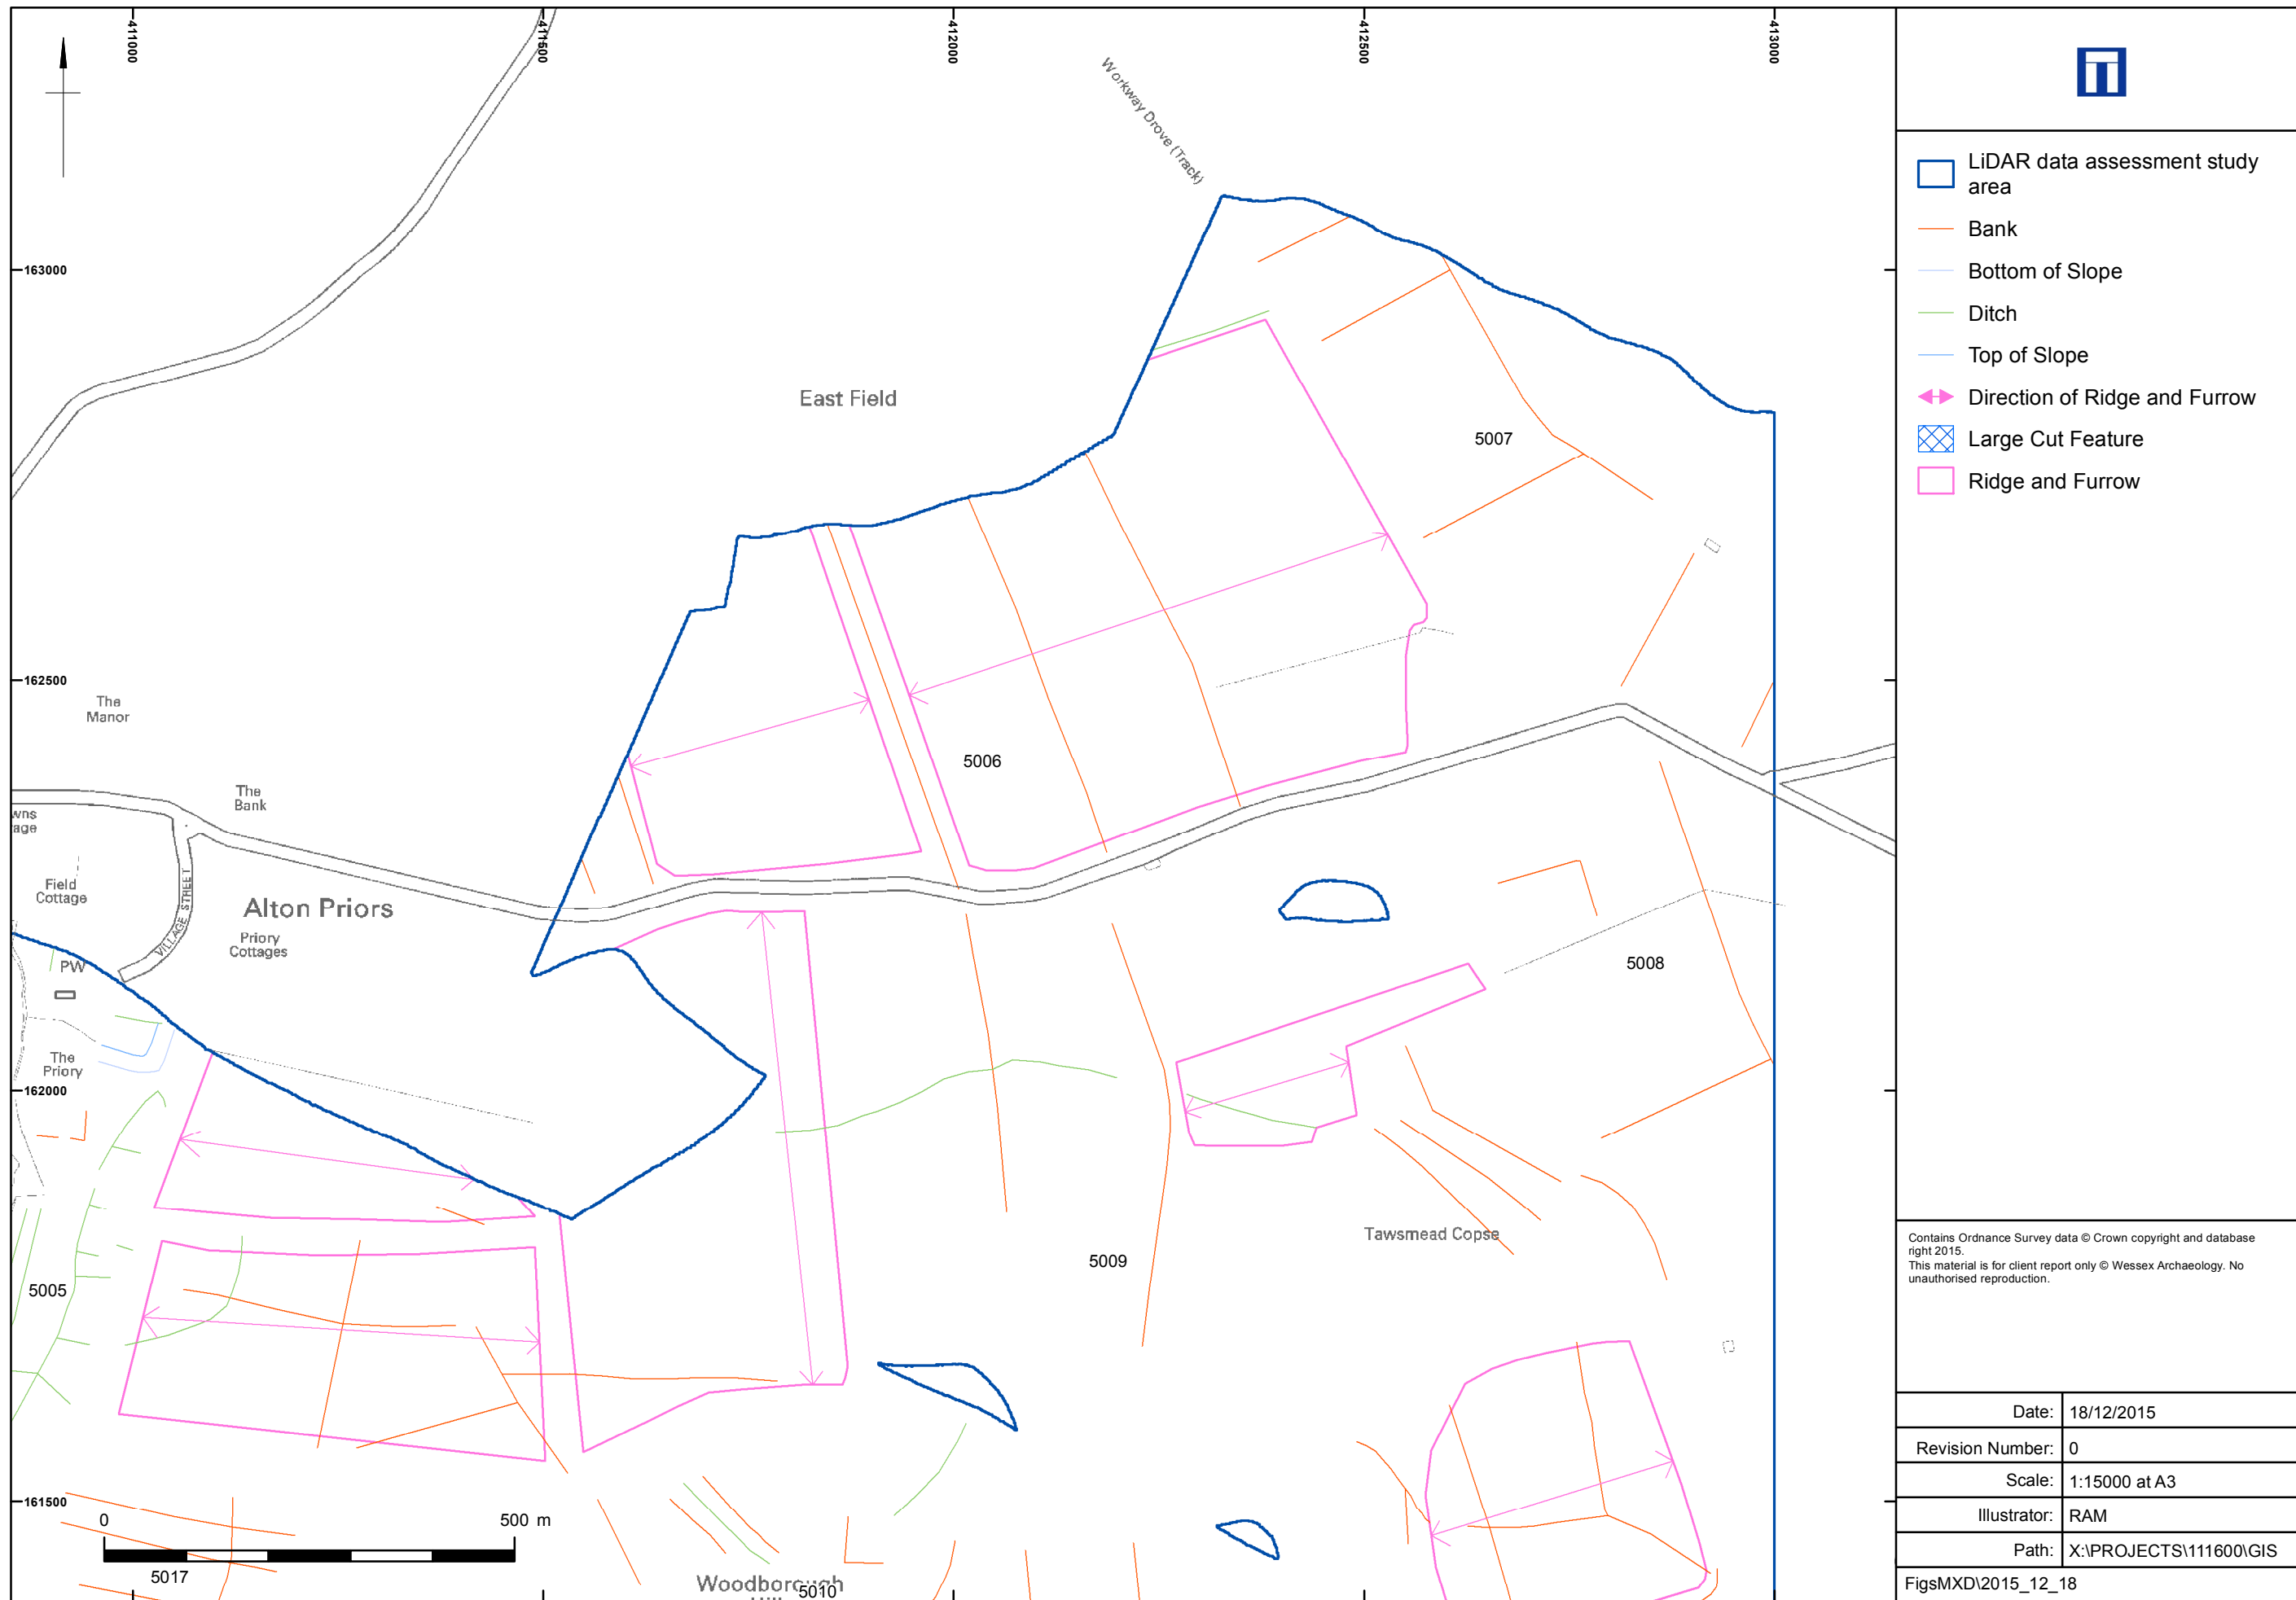 411000
411500
412000
412500
413000
Workway Drove (Track)
163000
East Field
5007
162500
The
Manor
5006
The
Bank
wns
age
Field
Cottage
VILLAGE STREET
Alton Priors
Priory
Cottages
PW
5008
The
Priory
162000
Tawsmead Copse
5009
5005
161500
0
500 m
5017
Woodborough
5010
LiDAR data assessment study
area
Bank
Bottom of Slope
Ditch
Top of Slope
Direction of Ridge and Furrow
Large Cut Feature
Ridge and Furrow
Contains Ordnance Survey data © Crown copyright and database
right 2015.
This material is for client report only © Wessex Archaeology. No
unauthorised reproduction.
Date: 18/12/2015
Revision Number: 0
Scale: 1:15000 at A3
Illustrator: RAM
Path: X:\PROJECTS\111600\GIS
FigsMXD\2015_12_18